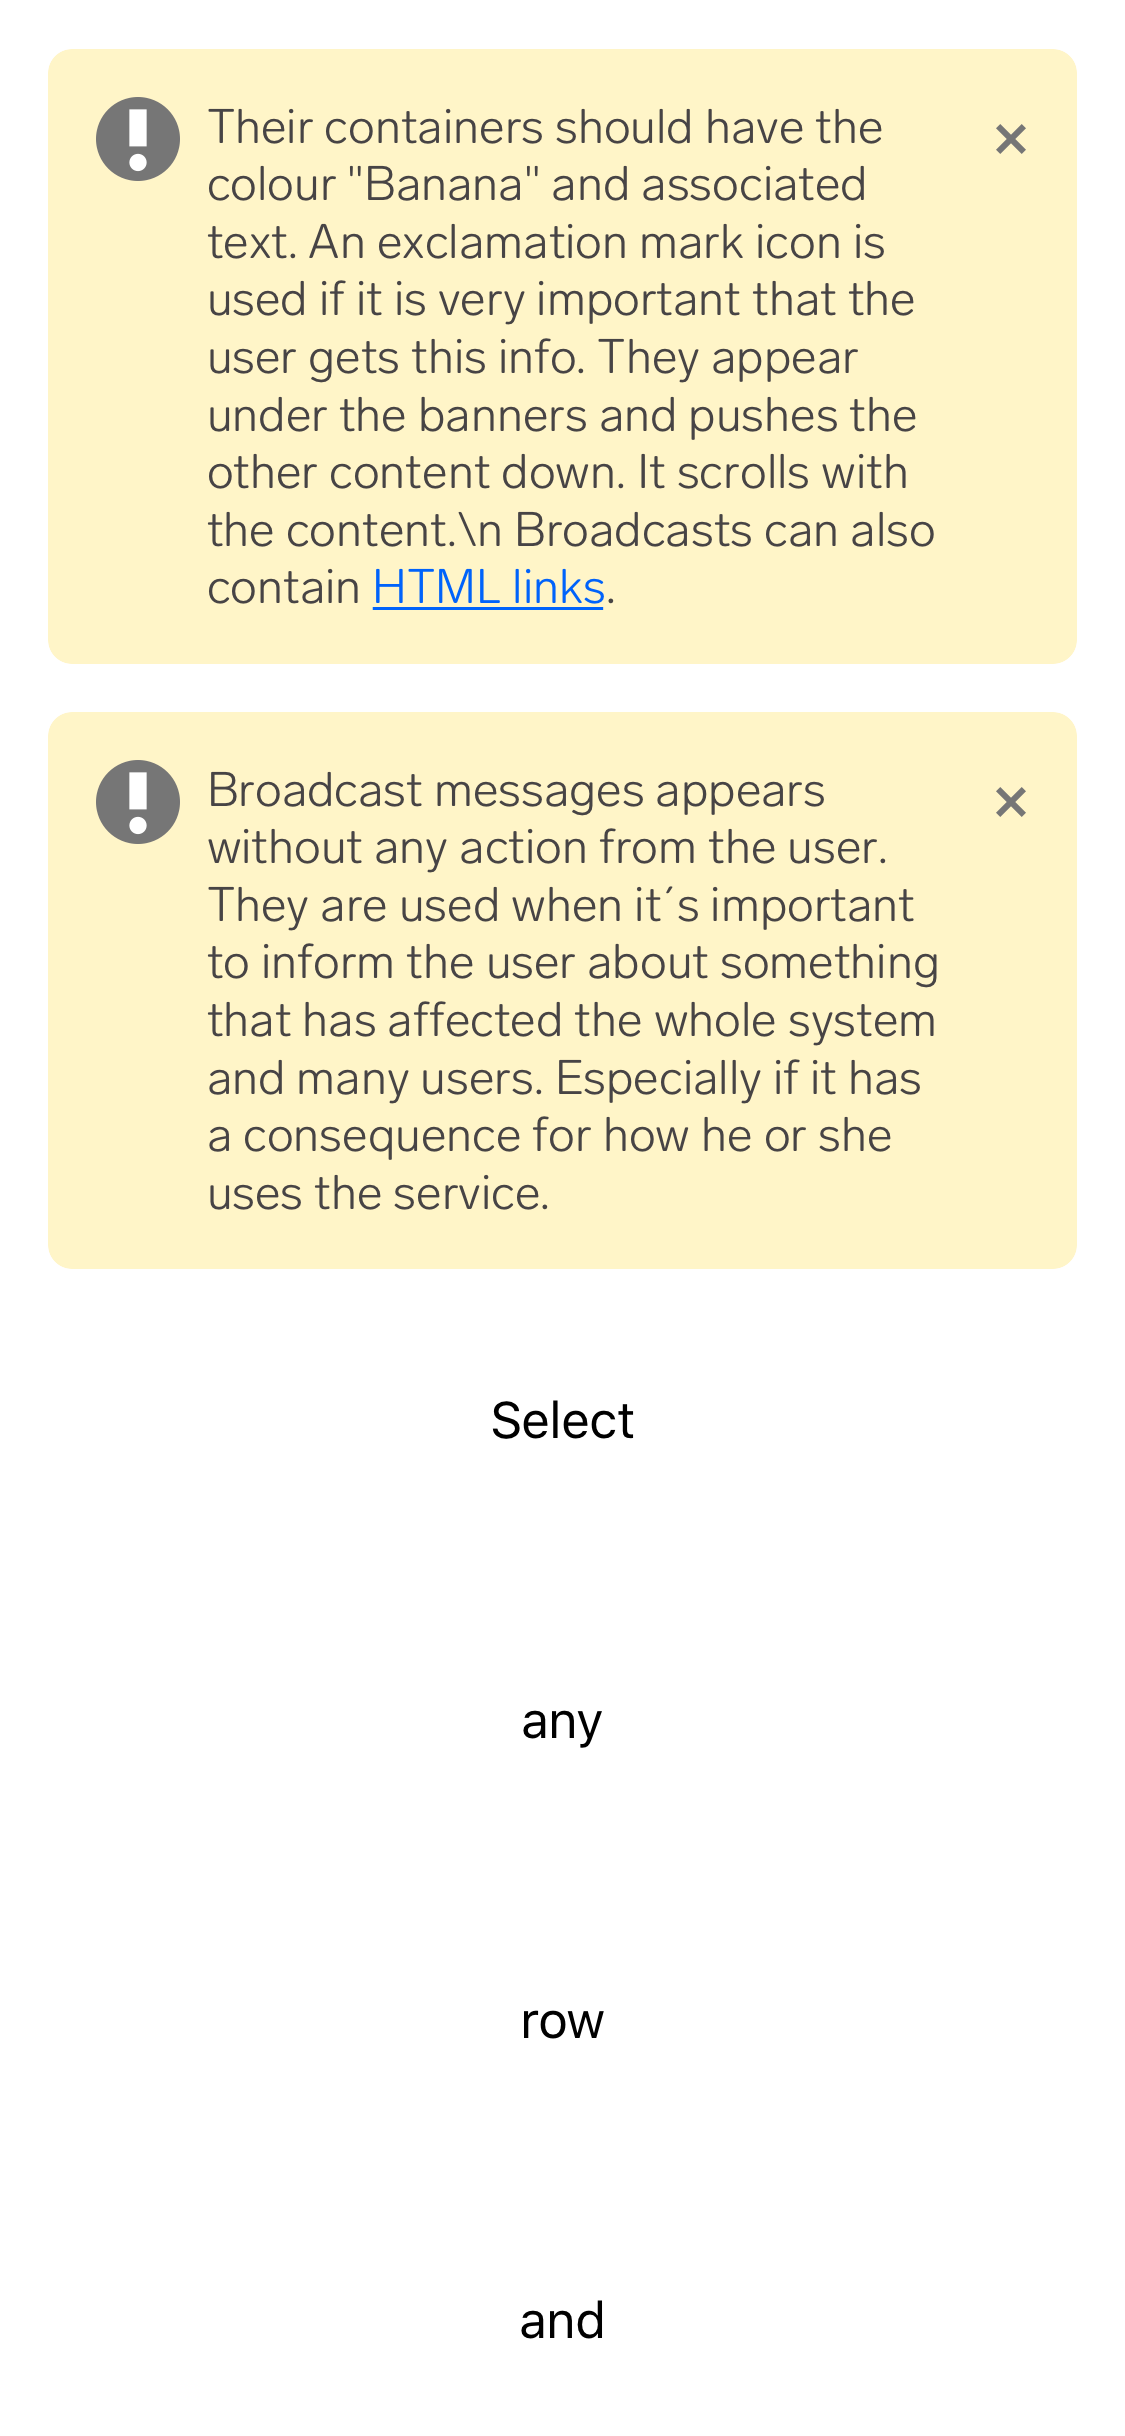 Their containers should have the
colour "Banana" and associated
text. An exclamation mark icon is
used if it is very important that the
user gets this info. They appear
under the banners and pushes the
other content down. It scrolls with
the content.\n Broadcasts can also
contain HTML links.
Broadcast messages appears
without any action from the user.
They are used when it´s important
to inform the user about something
that has affected the whole system
and many users. Especially if it has
a consequence for how he or she
uses the service.
Select
any
row
and